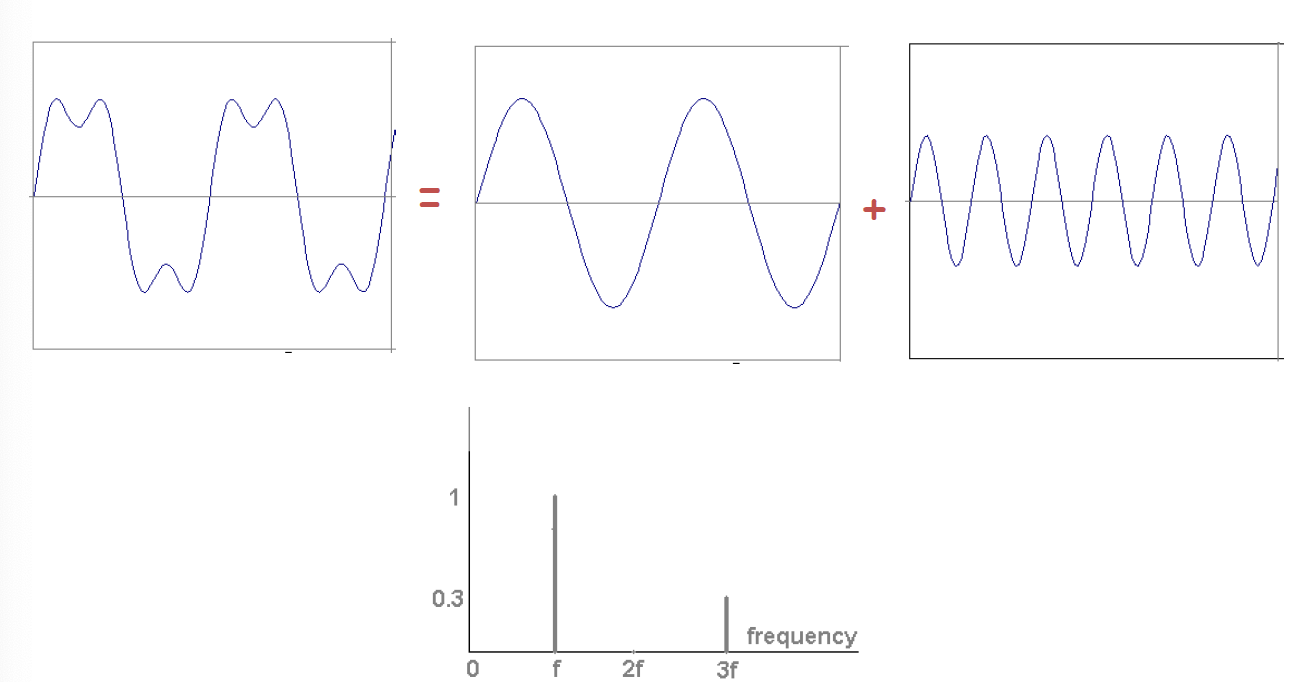 =
+
1
0.3
frequency
0 f 2f 3f